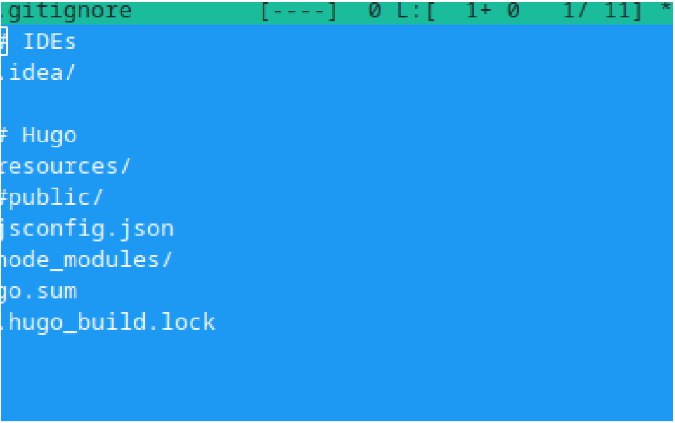 .gitignore [----] 0 L:[ 1+ 0 1/ 11] *
# IDEs
.idea/

# Hugo
resources/
#public/
jsconfig.json
node_modules/
go.sum
.hugo_build.lock